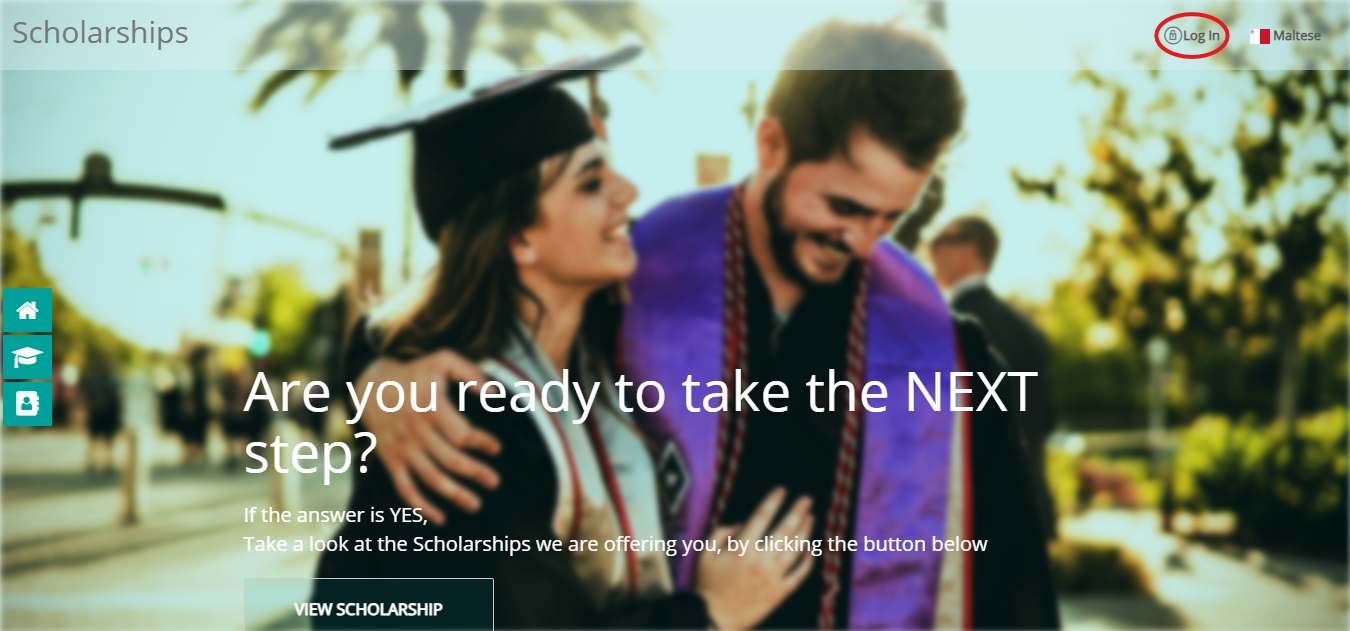 Scholarships
Log In
Maltese
Are you ready to take the NEXT
step?
If the answer is YES,
Take a look at the Scholarships we are offering you, by clicking the button below
VIEW SCHOLARSHIP